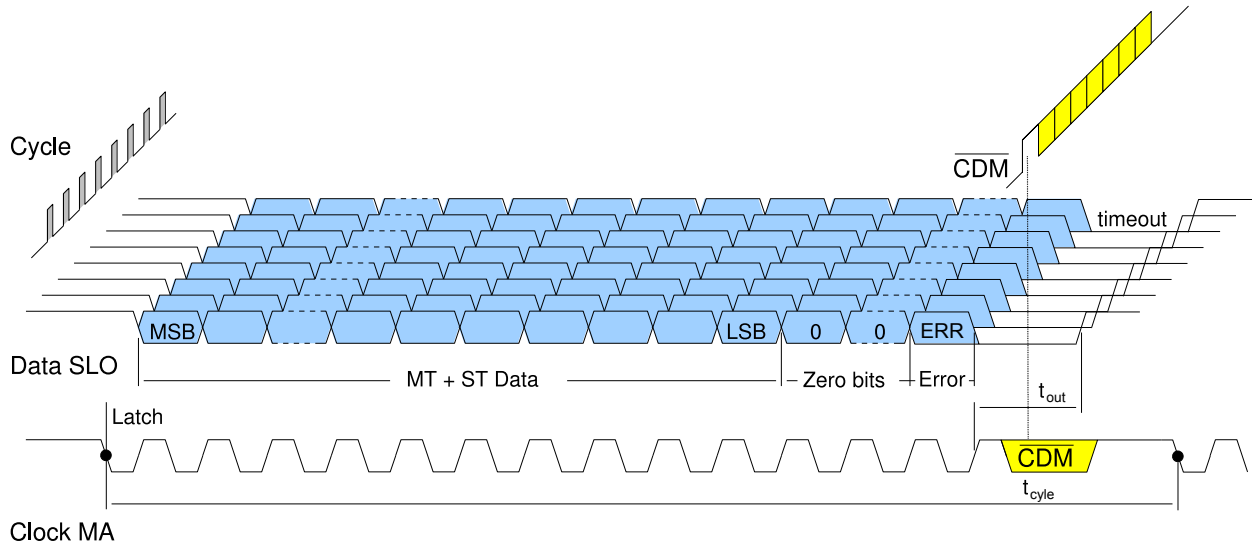 Cycle
CDM
timeout
MSB
LSB
0
0
ERR
Data SLO
MT + ST Data
Zero bits
Error
tout
Latch
CDM
tcyle
Clock MA